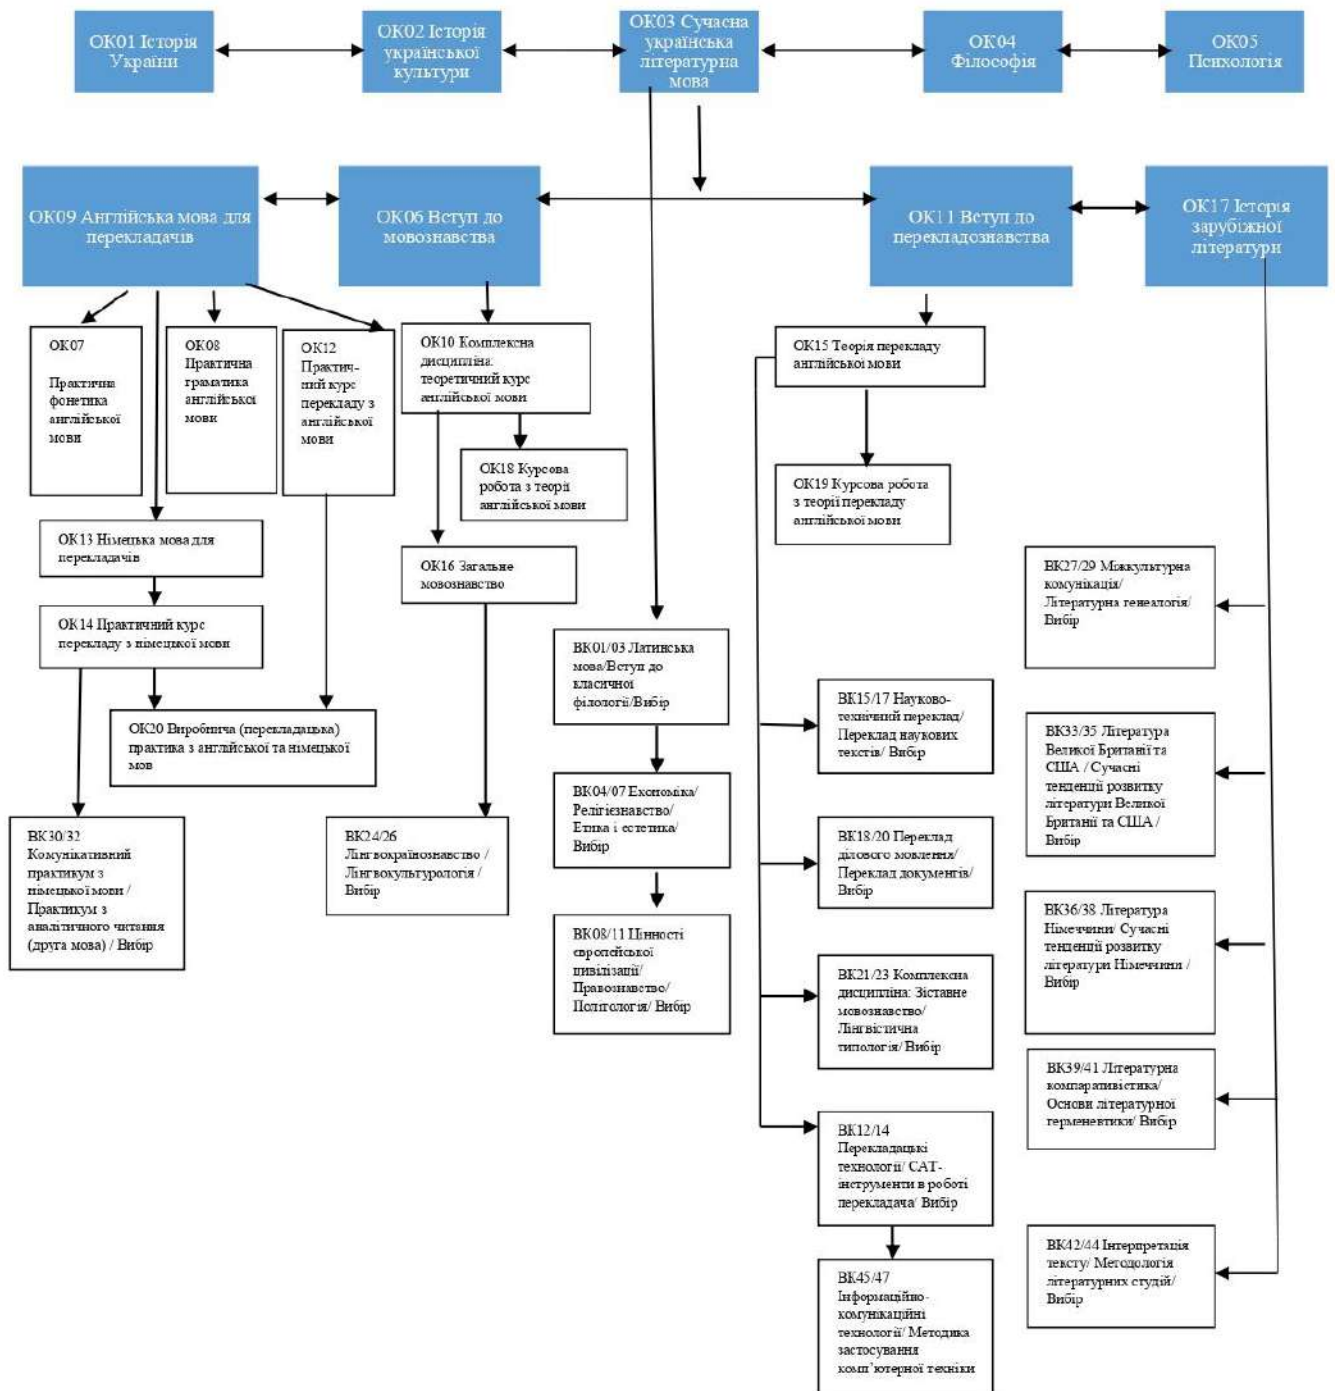 ОК01 Історія
України
ОК02 Історія
української
культури
ОК03 Сучасна
українська
літературна
мова
ОК04
Філософія
ОК05
Психологія
ОК09 Англійська мова для
перекладачів
ОК06 Вступ до
мовознавства
ОК11 Вступ до
перекладознавства
ОК17 Історія
зарубіжної
літератури
ОК07
Практична
фонетика
англійської
мови
ОК08
Практична
граматика
англійської
мови
ОК12
Практич-
ний курс
перекладу з
англійської
мови
ОК10 Комплексна
дисципліна:
теоретичний курс
англійської мови
ОК15 Теорія перекладу
англійської мови
ОК18 Курсова
робота з теорії
англійської мови
ОК19 Курсова робота
з теорії перекладу
англійської мови
ОК13 Німецька мова для
перекладачів
ОК16 Загальне
мовознавство
ОК14 Практичний курс
перекладу з німецької мови
ОК20 Виробнича (перекладацька)
практика з англійської та німецької
мов
ВК30/32
Комунікативний
практикум з
німецької мови /
Практикум з
аналітичного читання
(друга мова) / Вибір
ВК24/26
Лінгвокраїнознавство /
Лінгвокультурологія /
Вибір
ВК01/03 Латинська
мова/Вступ до
класичної
філології/Вибір
ВК04/07 Економіка/
Релігієзнавство/
Етика і естетика/
Вибір
ВК08/11 Цінності
європейської
цивілізації/
Правознавство/
Політологія/ Вибір
ВК15/17 Науково-
технічний переклад/
Переклад наукових
текстів/ Вибір
ВК18/20 Переклад
ділового мовлення/
Переклад документів/
Вибір
ВК21/23 Комплексна
дисципліна: Зіставне
мовознавство/
Лінгвістична
типологія/ Вибір
ВК12/14
Перекладацькі
технології/ САТ-
інструменти в роботі
перекладача/ Вибір
ВК45/47
Інформаційно-
комунікаційні
технології/ Методика
застосування
комп’ютерної техніки
ВК27/29 Міжкультурна
комунікація/
Літературна генеалогія/
Вибір
ВК33/35 Література
Великої Британії та
США / Сучасні
тенденції розвитку
літератури Великої
Британії та США /
Вибір
ВК36/38 Література
Німеччини/ Сучасні
тенденції розвитку
літератури Німеччини /
Вибір
ВК39/41 Літературна
компаративістика/
Основи літературної
герменевтики/ Вибір
ВК42/44 Інтерпретація
тексту/ Методологія
літературних студій/
Вибір